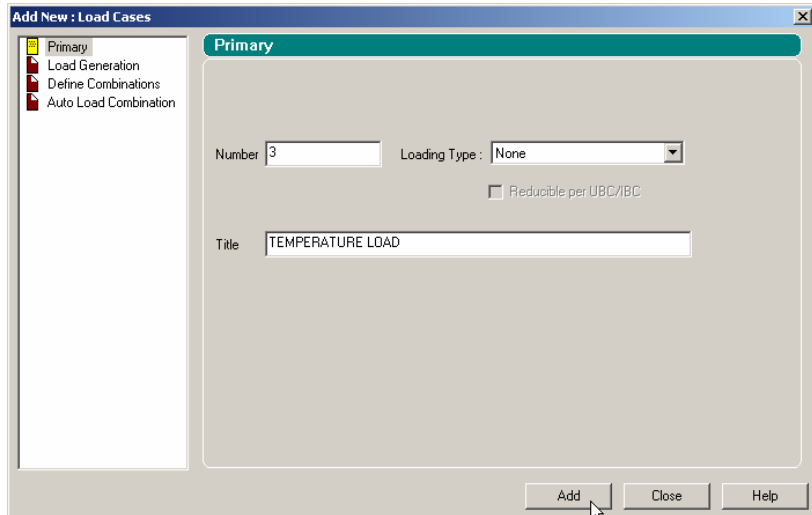 Add New : Load Cases
Primary
Load Generation
Define Combinations
Auto Load Combination
Primary
Number 3 Loading Type : None
Reducible per UBC/IBC
Title TEMPERATURE LOAD
Add Close Help